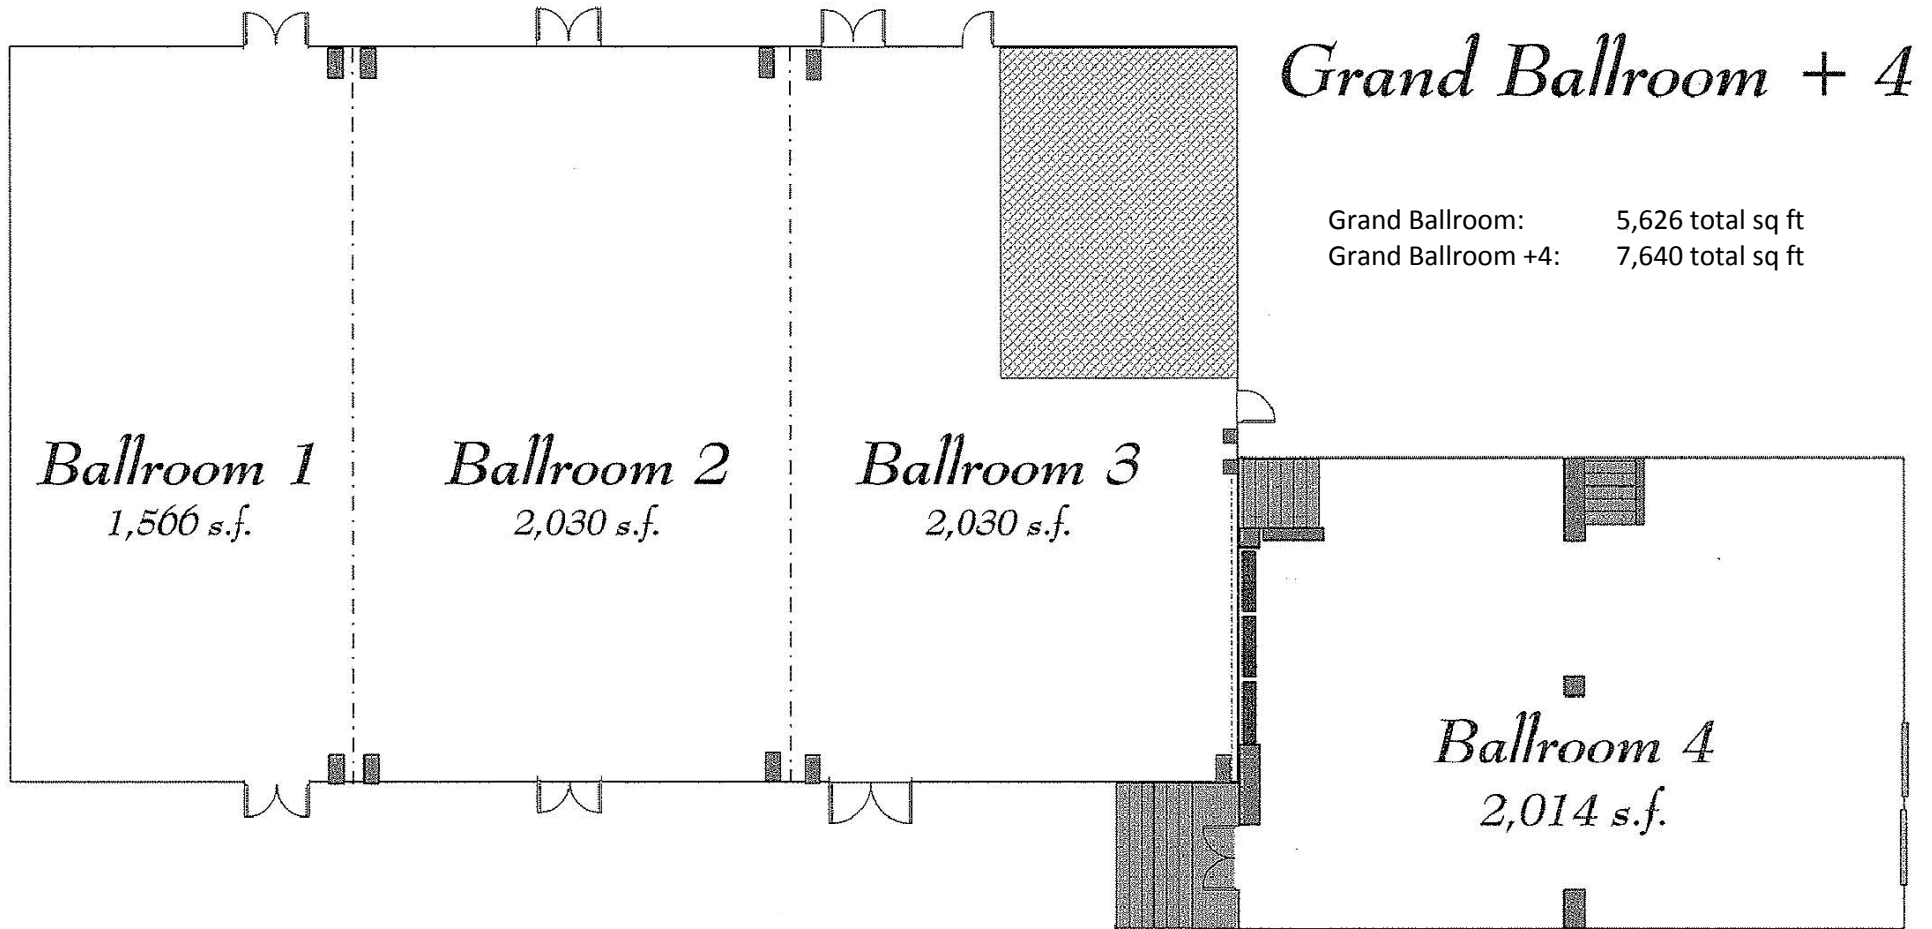 Grand Ballroom + 4
Grand Ballroom: 5,626 total sq ft
Grand Ballroom +4: 7,640 total sq ft
Ballroom 1
1,566 s.f.
Ballroom 2
2,030 s.f.
Ballroom 3
2,030 s.f.
Ballroom 4
2,014 s.f.